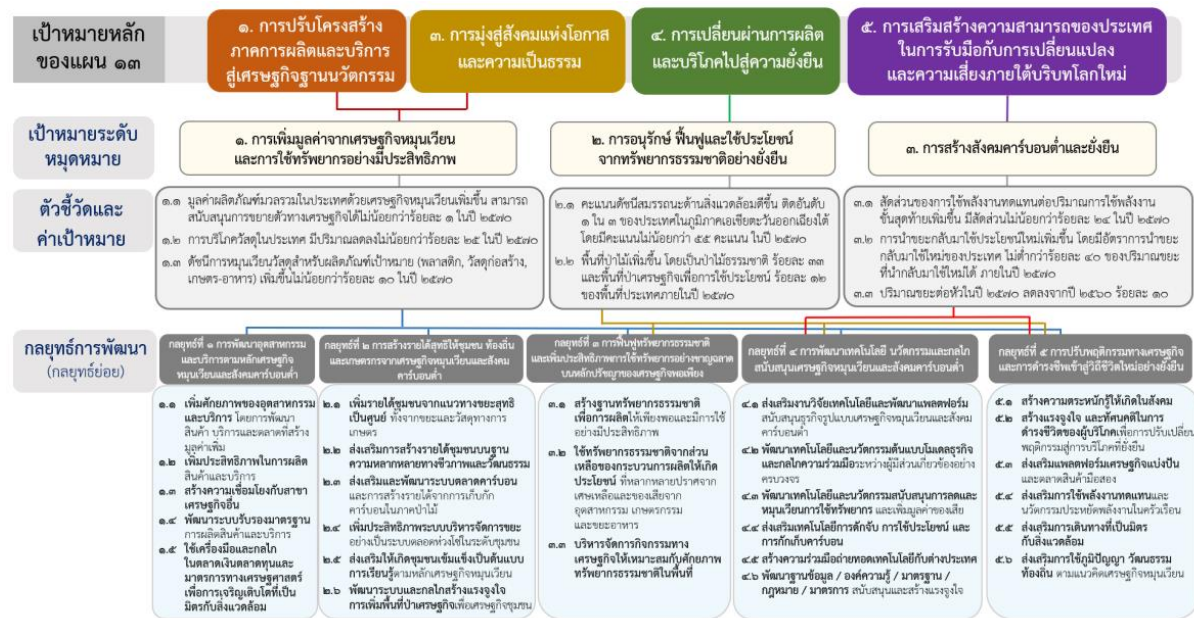 เป้าหมายหลัก
ของแผน ๑๓
๑. การปรับโครงสร้าง
ภาคการผลิตและบริการ
สู่เศรษฐกิจฐานนวัตกรรม
๓. การมุ่งสู่สังคมแห่งโอกาส
และความเป็นธรรม
๔. การเปลี่ยนผ่านการผลิต
และบริโภคไปสู่ความยั่งยืน
๕. การเสริมสร้างความสามารถของประเทศ
ในการรับมือกับการเปลี่ยนแปลง
และความเสี่ยงภายใต้บริบทโลกใหม่
เป้าหมายระดับ
หมุดหมาย
๑. การเพิ่มมูลค่าจากเศรษฐกิจหมุนเวียน
และการใช้ทรัพยากรอย่างมีประสิทธิภาพ
๒. การอนุรักษ์ ฟื้นฟูและใช้ประโยชน์
จากทรัพยากรธรรมชาติอย่างยั่งยืน
๓. การสร้างสังคมคาร์บอนต่ำและยั่งยืน
ตัวชี้วัดและ
ค่าเป้าหมาย
๑.๑ มูลค่าผลิตภัณฑ์มวลรวมในประเทศด้วยเศรษฐกิจหมุนเวียนเพิ่มขึ้น สามารถ
สนับสนุนการขยายตัวทางเศรษฐกิจได้ไม่น้อยกว่าร้อยละ ๑ ในปี ๒๕๗๐
๑.๒ การบริโภควัสดุในประเทศ มีปริมาณลดลงไม่น้อยกว่าร้อยละ ๒๕ ในปี ๒๕๗๐
๑.๓ ดัชนีการหมุนเวียนวัสดุสำหรับผลิตภัณฑ์เป้าหมาย (พลาสติก, วัสดุก่อสร้าง,
เกษตร-อาหาร) เพิ่มขึ้นไม่น้อยกว่าร้อยละ ๑๐ ในปี ๒๕๗๐
๒.๑ คะแนนดัชนีสมรรถนะด้านสิ่งแวดล้อมดีขึ้น ติดอันดับ
๑ ใน ๓ ของประเทศในภูมิภาคเอเชียตะวันออกเฉียงใต้
โดยมีคะแนนไม่น้อยกว่า ๕๕ คะแนน ในปี ๒๕๗๐
๒.๒ พื้นที่ป่าไม้เพิ่มขึ้น โดยเป็นป่าไม้ธรรมชาติ ร้อยละ ๓๓
และพื้นที่ป่าเศรษฐกิจเพื่อการใช้ประโยชน์ ร้อยละ ๑๒
ของพื้นที่ประเทศภายในปี ๒๕๗๐
๓.๑ สัดส่วนของการใช้พลังงานทดแทนต่อปริมาณการใช้พลังงาน
ขั้นสุดท้ายเพิ่มขึ้น มีสัดส่วนไม่น้อยกว่าร้อยละ ๒๔ ในปี ๒๕๗๐
๓.๒ การนำขยะกลับมาใช้ประโยชน์ใหม่เพิ่มขึ้น โดยมีอัตราการนำขยะ
กลับมาใช้ใหม่ของประเทศ ไม่ต่ำกว่าร้อยละ ๔๐ ของปริมาณขยะ
ที่นำกลับมาใช้ใหม่ได้ ภายในปี ๒๕๗๐
๓.๓ ปริมาณขยะต่อหัวในปี ๒๕๗๐ ลดลงจากปี ๒๕๖๐ ร้อยละ ๑๐
กลยุทธ์การพัฒนา
(กลยุทธ์ย่อย)
กลยุทธ์ที่ ๑ การพัฒนาอุตสาหกรรม
และบริการตามหลักเศรษฐกิจ
หมุนเวียนและสังคมคาร์บอนต่ำ
๑.๑ เพิ่มศักยภาพของอุตสาหกรรม
และบริการ โดยการพัฒนา
สินค้า บริการและตลาดที่สร้าง
มูลค่าเพิ่ม
๑.๒ เพิ่มประสิทธิภาพในการผลิต
สินค้าและบริการ
๑.๓ สร้างความเชื่อมโยงกับสาขา
เศรษฐกิจอื่น
๑.๔ พัฒนาระบบรับรองมาตรฐาน
การผลิตสินค้าและบริการ
๑.๕ ใช้เครื่องมือและกลไก
ในตลาดเงินตลาดทุนและ
มาตรการทางเศรษฐศาสตร์
เพื่อการเจริญเติบโตที่เป็น
มิตรกับสิ่งแวดล้อม
กลยุทธ์ที่ ๒ การสร้างรายได้สุทธิให้ชุมชน ท้องถิ่น
และเกษตรกรจากเศรษฐกิจหมุนเวียนและสังคม
คาร์บอนต่ำ
๒.๑ เพิ่มรายได้ชุมชนจากแนวทางขยะสุทธิ
เป็นศูนย์ ทั้งจากขยะและวัสดุทางการ
เกษตร
๒.๒ ส่งเสริมการสร้างรายได้ชุมชนบนฐาน
ความหลากหลายทางชีวภาพและวัฒนธรรม
๒.๓ ส่งเสริมและพัฒนาระบบตลาดคาร์บอน
และการสร้างรายได้จากการเก็บกัก
คาร์บอนในภาคป่าไม้
๒.๔ เพิ่มประสิทธิภาพระบบบริหารจัดการขยะ
อย่างเป็นระบบตลอดห่วงโซ่ในระดับชุมชน
๒.๕ ส่งเสริมให้เกิดชุมชนเข้มแข็งเป็นต้นแบบ
การเรียนรู้ตามหลักเศรษฐกิจหมุนเวียน
๒.๖ พัฒนาระบบและกลไกสร้างแรงจูงใจ
การเพิ่มพื้นที่ป่าเศรษฐกิจเพื่อเศรษฐกิจชุมชน
กลยุทธ์ที่ ๓ การฟื้นฟูทรัพยากรธรรมชาติ
และเพิ่มประสิทธิภาพการใช้ทรัพยากรอย่างชาญฉลาด
บนหลักปรัชญาของเศรษฐกิจพอเพียง
๓.๑ สร้างฐานทรัพยากรธรรมชาติ
เพื่อการผลิตให้เพียงพอและมีการใช้
อย่างมีประสิทธิภาพ
๓.๒ ใช้ทรัพยากรธรรมชาติจากส่วน
เหลือของกระบวนการผลิตให้เกิด
ประโยชน์ ที่หลากหลายปราศจาก
เศษเหลือและของเสียจาก
อุตสาหกรรม เกษตรกรรม
และขยะอาหาร
๓.๓ บริหารจัดการกิจกรรมทาง
เศรษฐกิจให้เหมาะสมกับศักยภาพ
ทรัพยากรธรรมชาติในพื้นที่
กลยุทธ์ที่ ๔ การพัฒนาเทคโนโลยี นวัตกรรมและกลไก
สนับสนุนเศรษฐกิจหมุนเวียนและสังคมคาร์บอนต่ำ
๔.๑ ส่งเสริมงานวิจัยเทคโนโลยีและพัฒนาแพลตฟอร์ม
สนับสนุนธุรกิจรูปแบบเศรษฐกิจหมุนเวียนและสังคม
คาร์บอนต่ำ
๔.๒ พัฒนาเทคโนโลยีและนวัตกรรมต้นแบบโมเดลธุรกิจ
และกลไกความร่วมมือระหว่างผู้มีส่วนเกี่ยวข้องอย่าง
ครบวงจร
๔.๓ พัฒนาเทคโนโลยีและนวัตกรรมสนับสนุนการลดและ
หมุนเวียนการใช้ทรัพยากร และเพิ่มมูลค่าของเสีย
๔.๔ ส่งเสริมเทคโนโลยีการดักจับ การใช้ประโยชน์ และ
การกักเก็บคาร์บอน
๔.๕ สร้างความร่วมมือถ่ายทอดเทคโนโลยีกับต่างประเทศ
๔.๖ พัฒนาฐานข้อมูล / องค์ความรู้ / มาตรฐาน /
กฎหมาย / มาตรการ สนับสนุนและสร้างแรงจูงใจ
กลยุทธ์ที่ ๕ การปรับพฤติกรรมทางเศรษฐกิจ
และการดำรงชีพเข้าสู่วิถีชีวิตใหม่อย่างยั่งยืน
๕.๑ สร้างความตระหนักรู้ให้เกิดในสังคม
๕.๒ สร้างแรงจูงใจ และทัศนคติในการ
ดำรงชีวิตของผู้บริโภคเพื่อการปรับเปลี่ยน
พฤติกรรมสู่การบริโภคที่ยั่งยืน
๕.๓ ส่งเสริมแพลตฟอร์มเศรษฐกิจแบ่งปัน
และตลาดสินค้ามือสอง
๕.๔ ส่งเสริมการใช้พลังงานทดแทนและ
นวัตกรรมประหยัดพลังงานในครัวเรือน
๕.๕ ส่งเสริมการเดินทางที่เป็นมิตร
กับสิ่งแวดล้อม
๕.๖ ส่งเสริมการใช้ภูมิปัญญา วัฒนธรรม
ท้องถิ่น ตามแนวคิดเศรษฐกิจหมุนเวียน